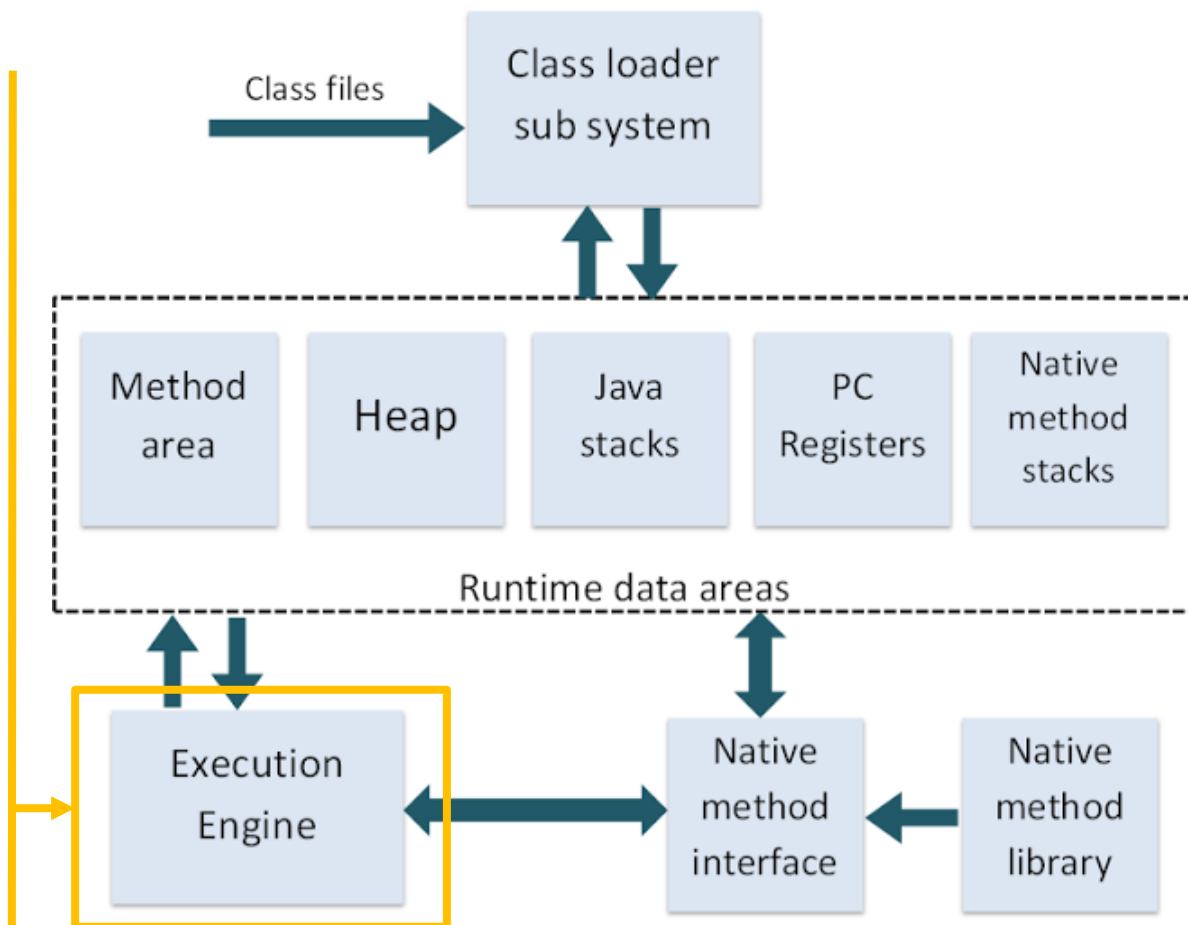 Class files
Class loader
sub system
Method
area
Heap
Java
stacks
PC
Registers
Native
method
stacks
Runtime data areas
Execution
Engine
Native
method
interface
Native
method
library